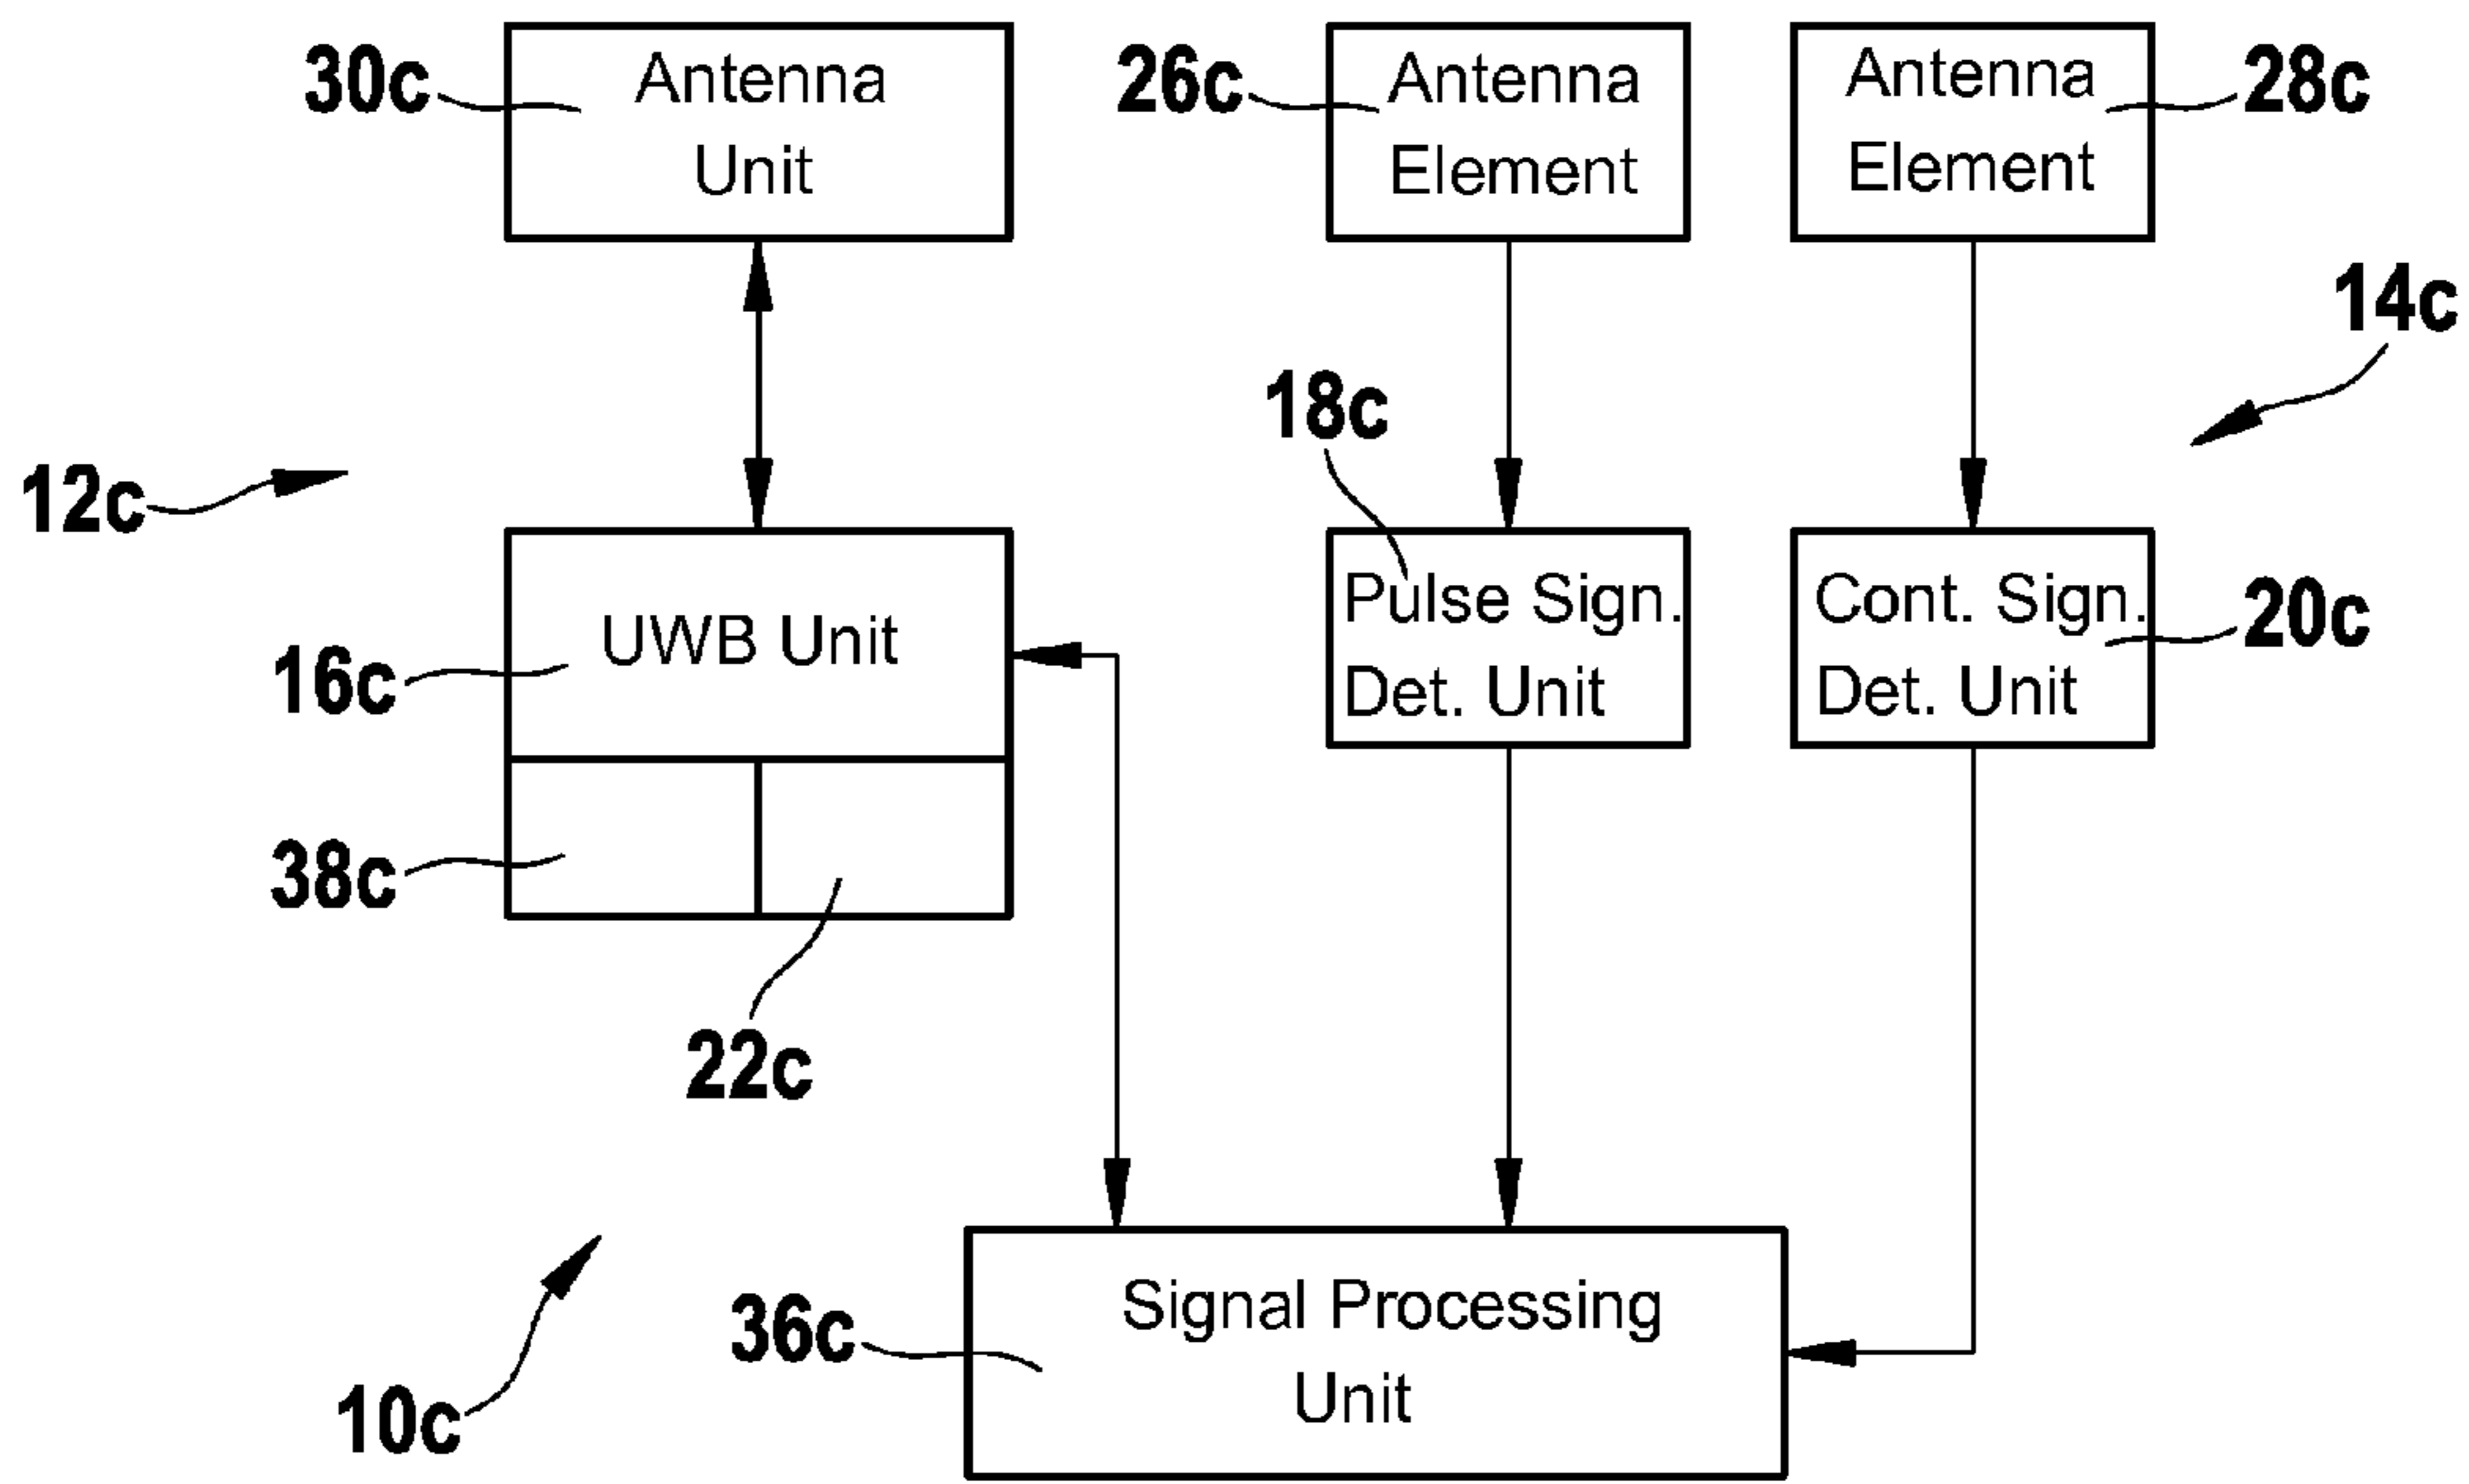 30c
Antenna
Unit
26c
Antenna
Element
Antenna
Element
28c
14c
18c
12c
UWB Unit
16c
Pulse Sign.
Det. Unit
Cont. Sign.
Det. Unit
20c
38c
22c
36c
Signal Processing
Unit
10c